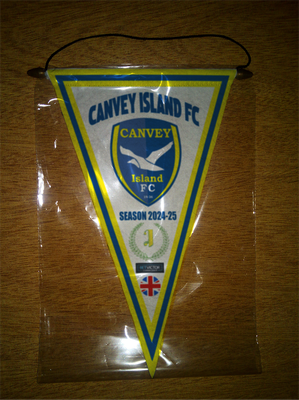 CANVEY ISLAND FC
CANVEY
Island
FC
SEASON 2024-25